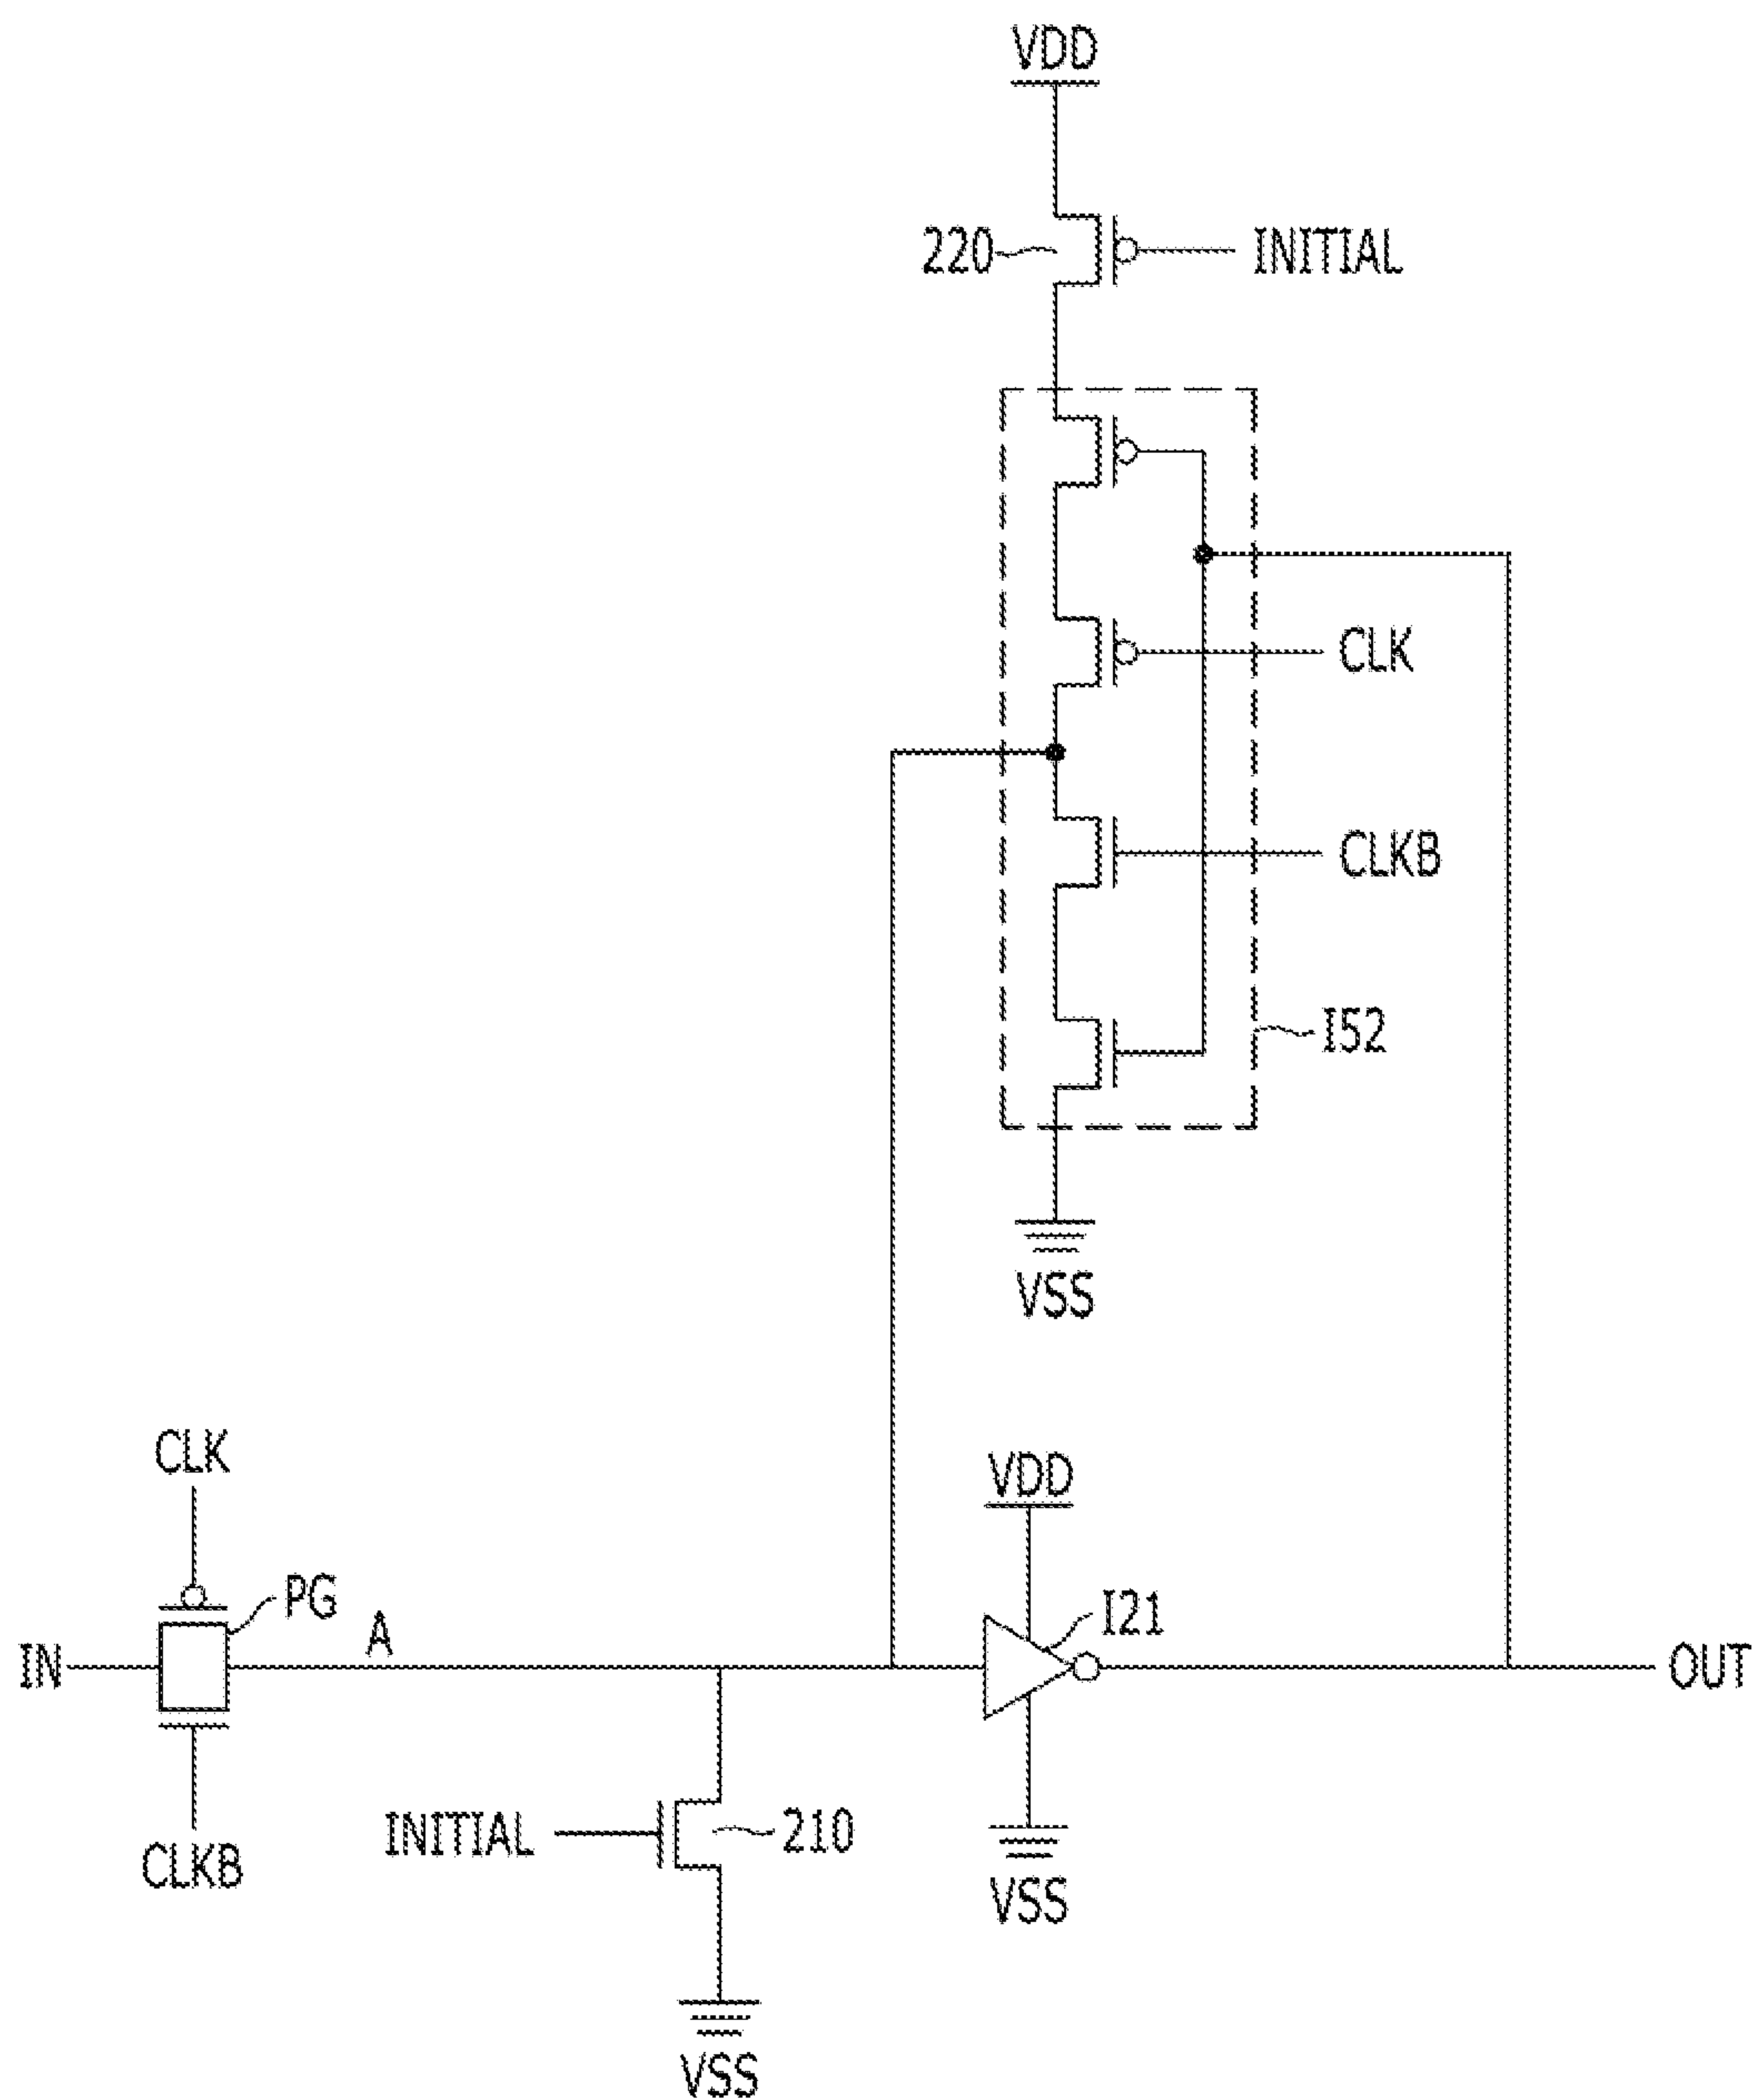 VDD
220
INITIAL
CLK
CLKB
I52
VSS
CLK
VDD
PG
I21
A
IN
OUT
INITIAL
210
CLKB
VSS
VSS